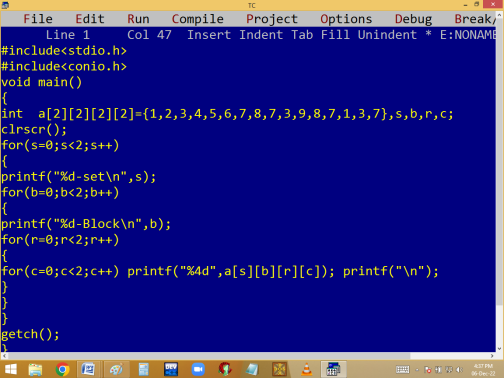 TC
File Edit Run Compile Project Options Debug Break/
Line 1 Col 47 Insert Indent Tab Fill Unindent * E:NONAME
#include<stdio.h>
#include<conio.h>
void main()
{
int a[2][2][2][2]={1,2,3,4,5,6,7,8,7,3,9,8,7,1,3,7},s,b,r,c;
clrscr();
for(s=0;s<2;s++)
{
printf("%d-set\n",s);
for(b=0;b<2;b++)
{
printf("%d-Block\n",b);
for(r=0;r<2;r++)
{
for(c=0;c<2;c++) printf("%4d",a[s][b][r][c]); printf("\n");
}
}
}
getch();
}
DEV
TC
4:37 PM
06-Dec-22